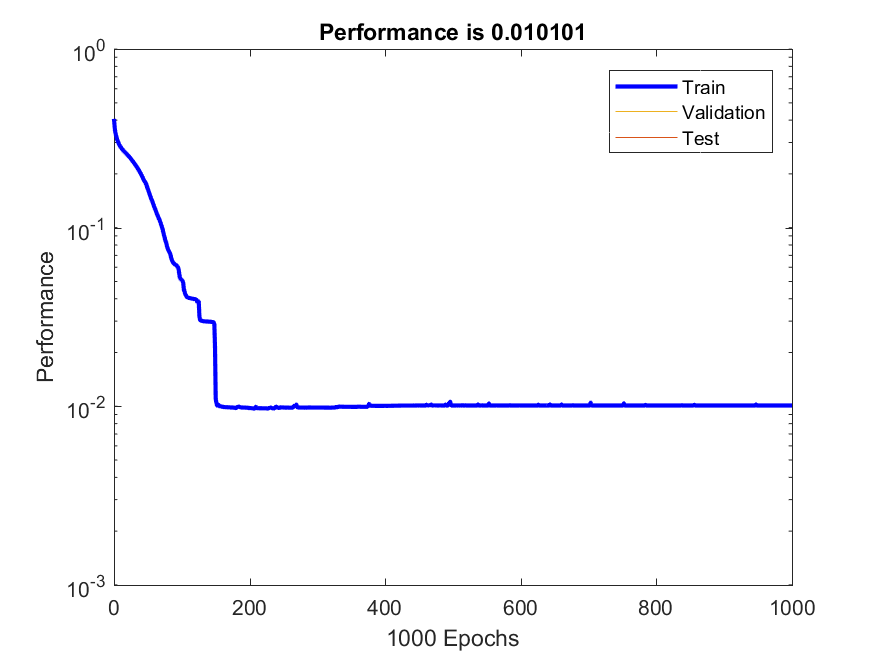 Performance is 0.010101
10^0
10^-1
10^-2
10^-3
Performance
Train
Validation
Test
0 200 400 600 800 1000
1000 Epochs